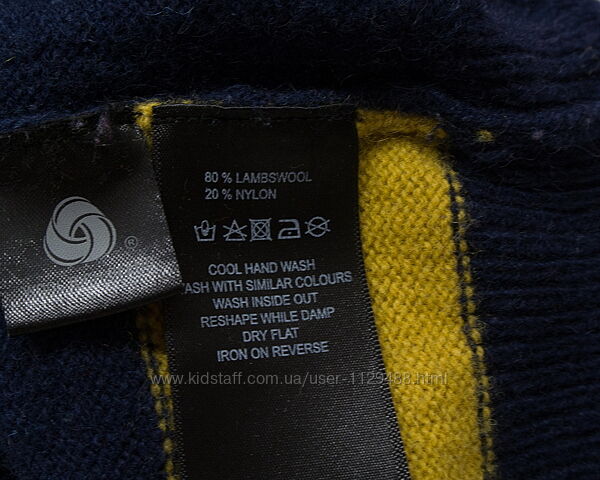 80 % LAMBSWOOL
20 % NYLON
®
COOL HAND WASH
WITH SIMILAR COLOURS
WASH INSIDE OUT
RESHAPE WHILE DAMP
DRY FLAT
IRON ON REVERSE
www.kidstaff.com.ua/user-1129488.html